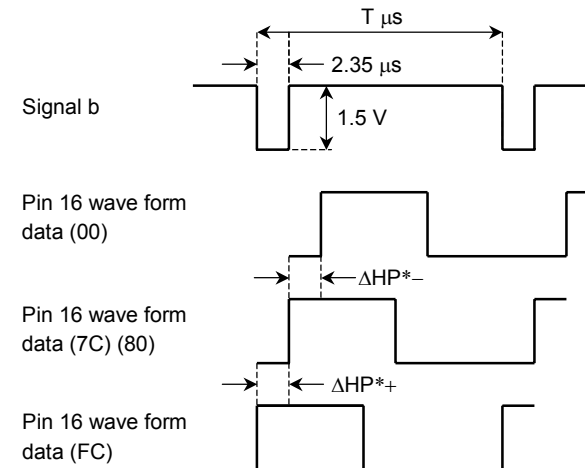 T μs
2.35 μs
Signal b
1.5 V
Pin 16 wave form
data (00)
ΔHP*−
Pin 16 wave form
data (7C) (80)
ΔHP*+
Pin 16 wave form
data (FC)